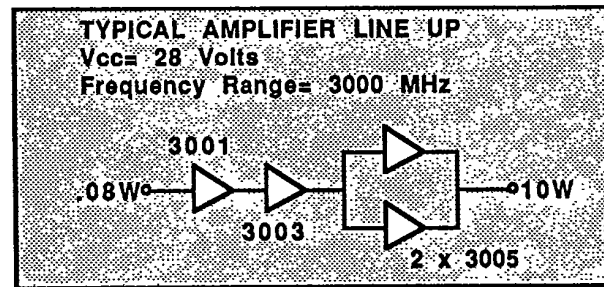 TYPICAL AMPLIFIER LINE UP
Vcc= 28 Volts
Frequency Range= 3000 MHz
3001
.08W
10W
3003
2 x 3005